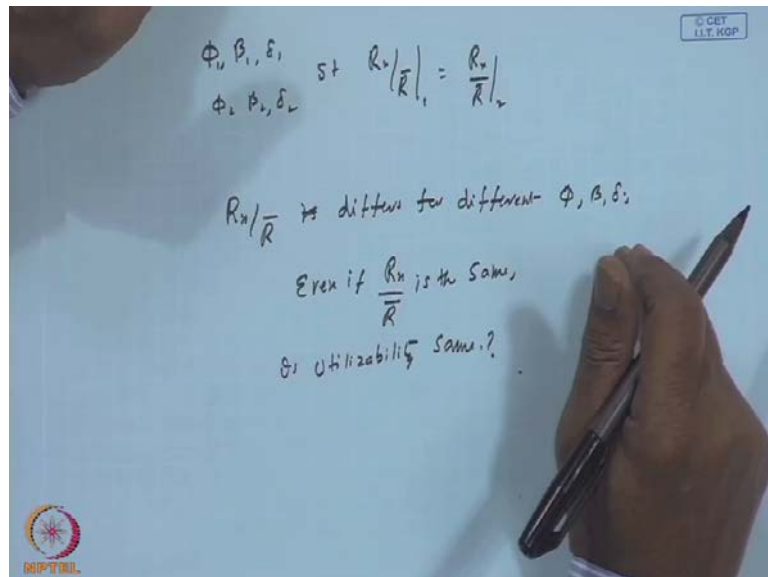 © CET
I.I.T. KGP
Φ₁, β₁, δ₁
Φ₂ β₂, δ₂
st Rₙ/R̄|₁ = Rₙ/R̄|₂
Rₙ/R̄ differs for different Φ, β, δ,
Even if Rₙ/R̄ is the same,
Is Utilizability same.?
NPTEL